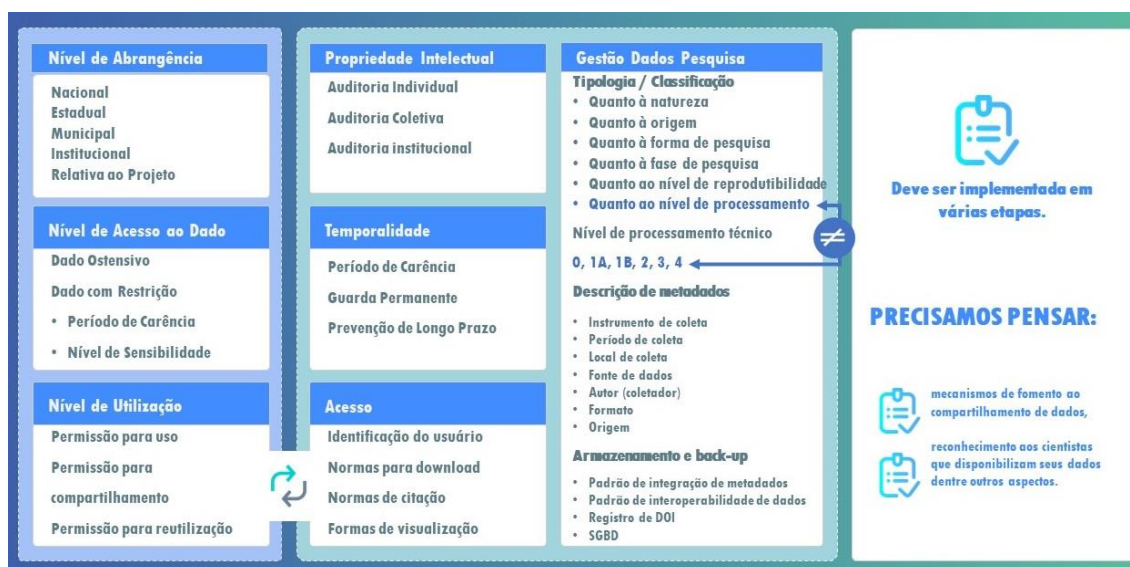 Nível de Abrangência
Nacional
Estadual
Municipal
Institucional
Relativa ao Projeto
Nível de Acesso ao Dado
Dado Ostensivo
Dado com Restrição
• Período de Carência
• Nível de Sensibilidade
Nível de Utilização
Permissão para uso
Permissão para
compartilhamento
Permissão para reutilização
Propriedade Intelectual
Auditoria Individual
Auditoria Coletiva
Auditoria institucional
Temporalidade
Período de Carência
Guarda Permanente
Prevenção de Longo Prazo
Acesso
Identificação do usuário
Normas para download
Normas de citação
Formas de visualização
Gestão Dados Pesquisa
Tipologia / Classificação
• Quanto à natureza
• Quanto à origem
• Quanto à forma de pesquisa
• Quanto à fase de pesquisa
• Quanto ao nível de reprodutibilidade
• Quanto ao nível de processamento
≠
Nível de processamento técnico
0, 1A, 1B, 2, 3, 4
Descrição de metadados
• Instrumento de coleta
• Período de coleta
• Local de coleta
• Fonte de dados
• Autor (coletador)
• Formato
• Origem
Armazenamento e back-up
• Padrão de integração de metadados
• Padrão de interoperabilidade de dados
• Registro de DOI
• SGBD
Deve ser implementada em
várias etapas.
PRECISAMOS PENSAR:
mecanismos de fomento ao
compartilhamento de dados,
reconhecimento aos cientistas
que disponibilizam seus dados
dentre outros aspectos.